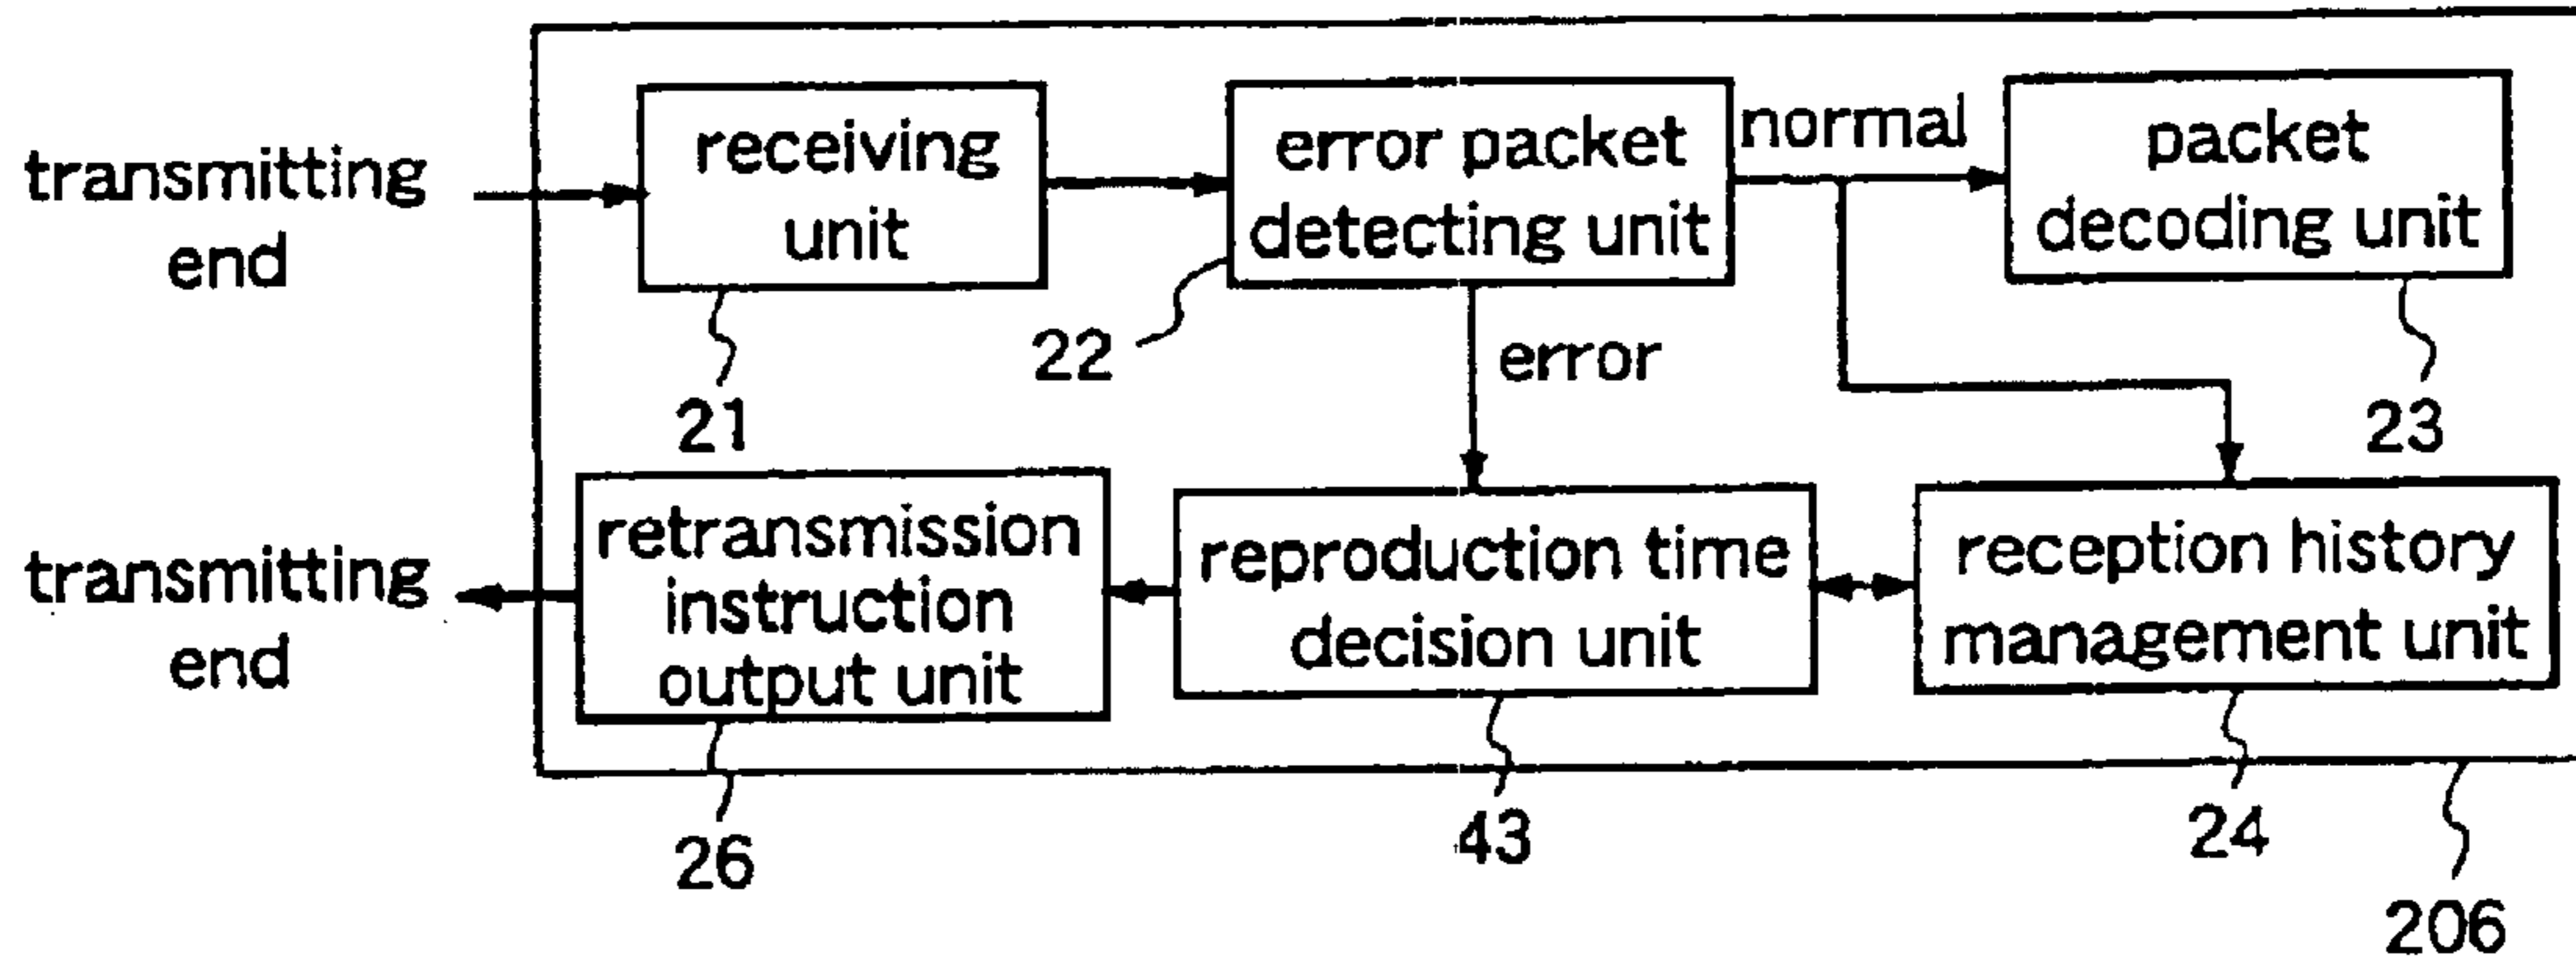 transmitting
end
receiving
unit
error packet
detecting unit
normal
packet
decoding unit
21
22
error
23
transmitting
end
retransmission
instruction
output unit
reproduction time
decision unit
reception history
management unit
26
43
24
206